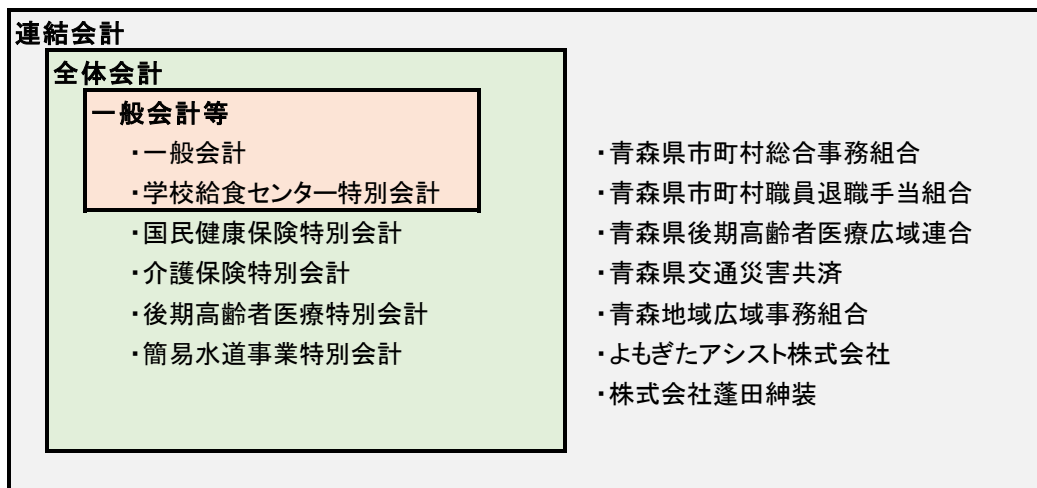 連結会計
全体会計
一般会計等
・一般会計
・学校給食センター特別会計
・国民健康保険特別会計
・介護保険特別会計
・後期高齢者医療特別会計
・簡易水道事業特別会計
・青森県市町村総合事務組合
・青森県市町村職員退職手当組合
・青森県後期高齢者医療広域連合
・青森県交通災害共済
・青森地域広域事務組合
・よもぎたアシスト株式会社
・株式会社蓬田紳装